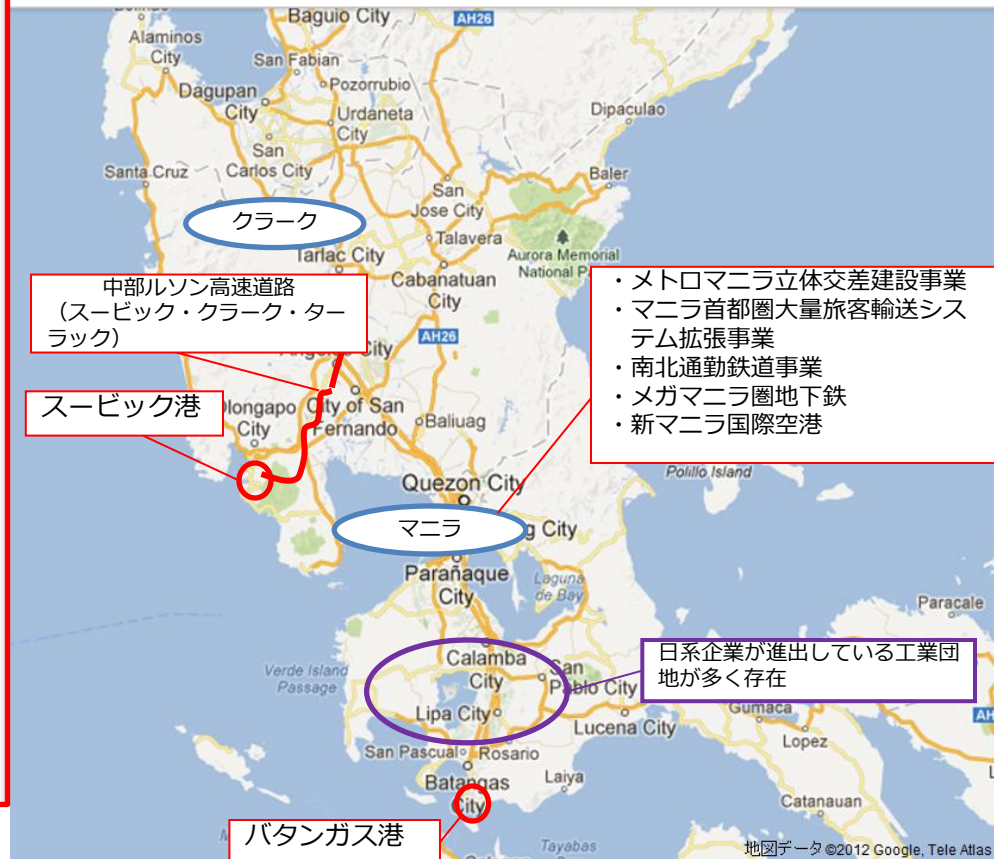 Baguio City
AH26
Alaminos
City
San Fabian
Pozorrubio
Dagupan
City
Urdaneta
City
Dipaculao
San
Carlos City
Santa Cruz
San
Jose City
Baler
クラーク
Talavera
Aurora Memorial
Tarlac City
National
Cabanatuan
City
中部ルソン高速道路
（スービック・クラーク・ター
ラック）
・メトロマニラ立体交差建設事業
・マニラ首都圏大量旅客輸送シス
テム拡張事業
・南北通勤鉄道事業
・メガマニラ圏地下鉄
・新マニラ国際空港
AH26
City
スービック港
longapo
City
City of San
Fernando
Baliuag
Polillo Island
Quezon City
マニラ
g City
Parañaque
City
Laguna
de Bay
Paracale
Verde Island
Passage
Calamba
City
San
Pablo City
日系企業が進出している工業団
地が多く存在
Lipa City
Lucena City
Gumaca
AH
Lopez
San Pascual
Rosario
Batangas
City
Laiya
Catanauan
バタンガス港
Tayabas
地図データ ©2012 Google, Tele Atlas